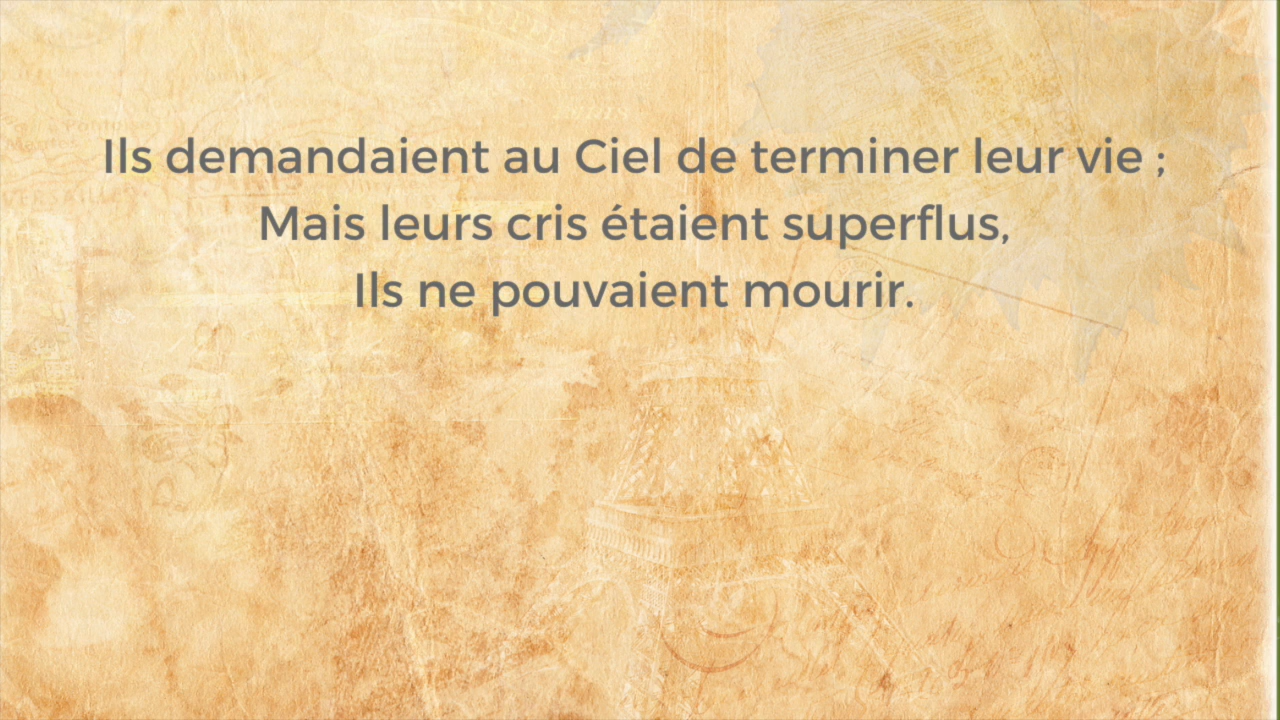 Ils demandaient au Ciel de terminer leur vie ;
Mais leurs cris étaient superflus,
Ils ne pouvaient mourir.